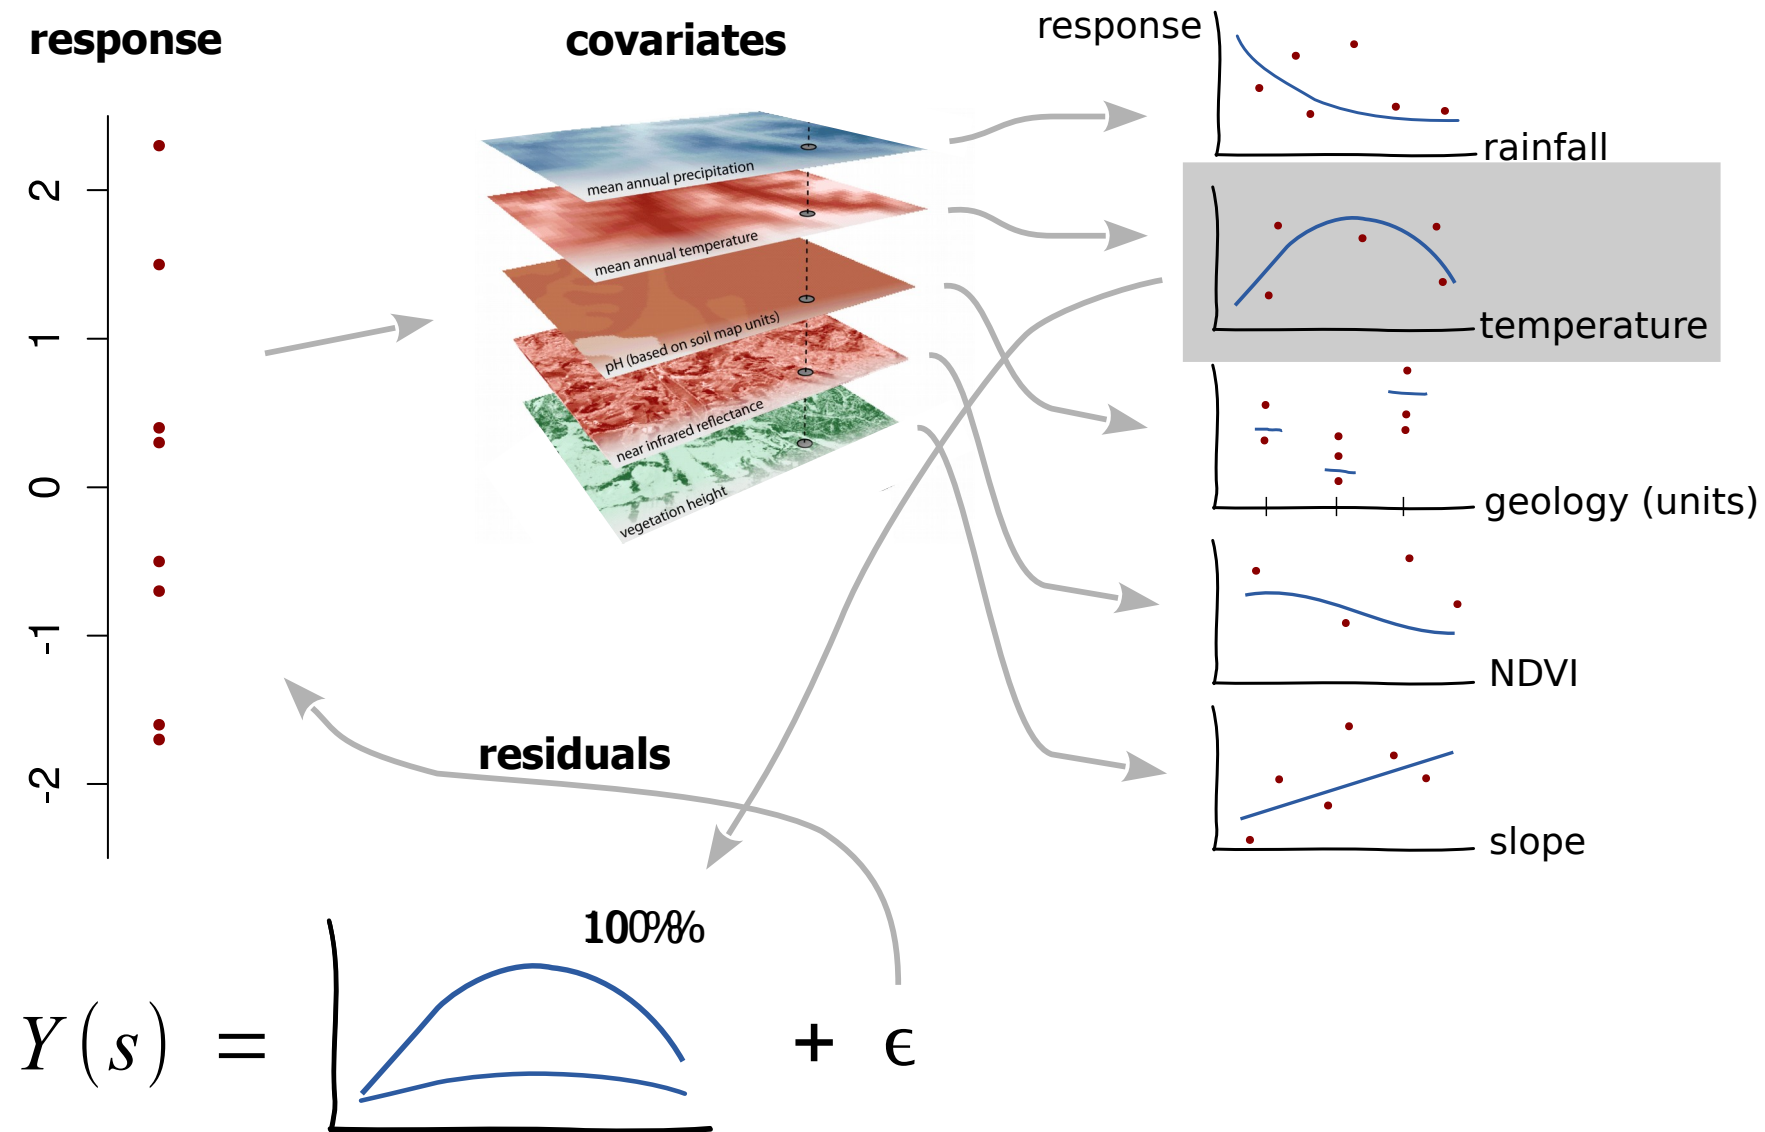 response
covariates
2
1
0
-1
-2
mean annual precipitation
mean annual temperature
pH (based on soil map units)
near infrared reflectance
vegetation height
response
rainfall
temperature
geology (units)
NDVI
slope
residuals
Y(s) = + ϵ